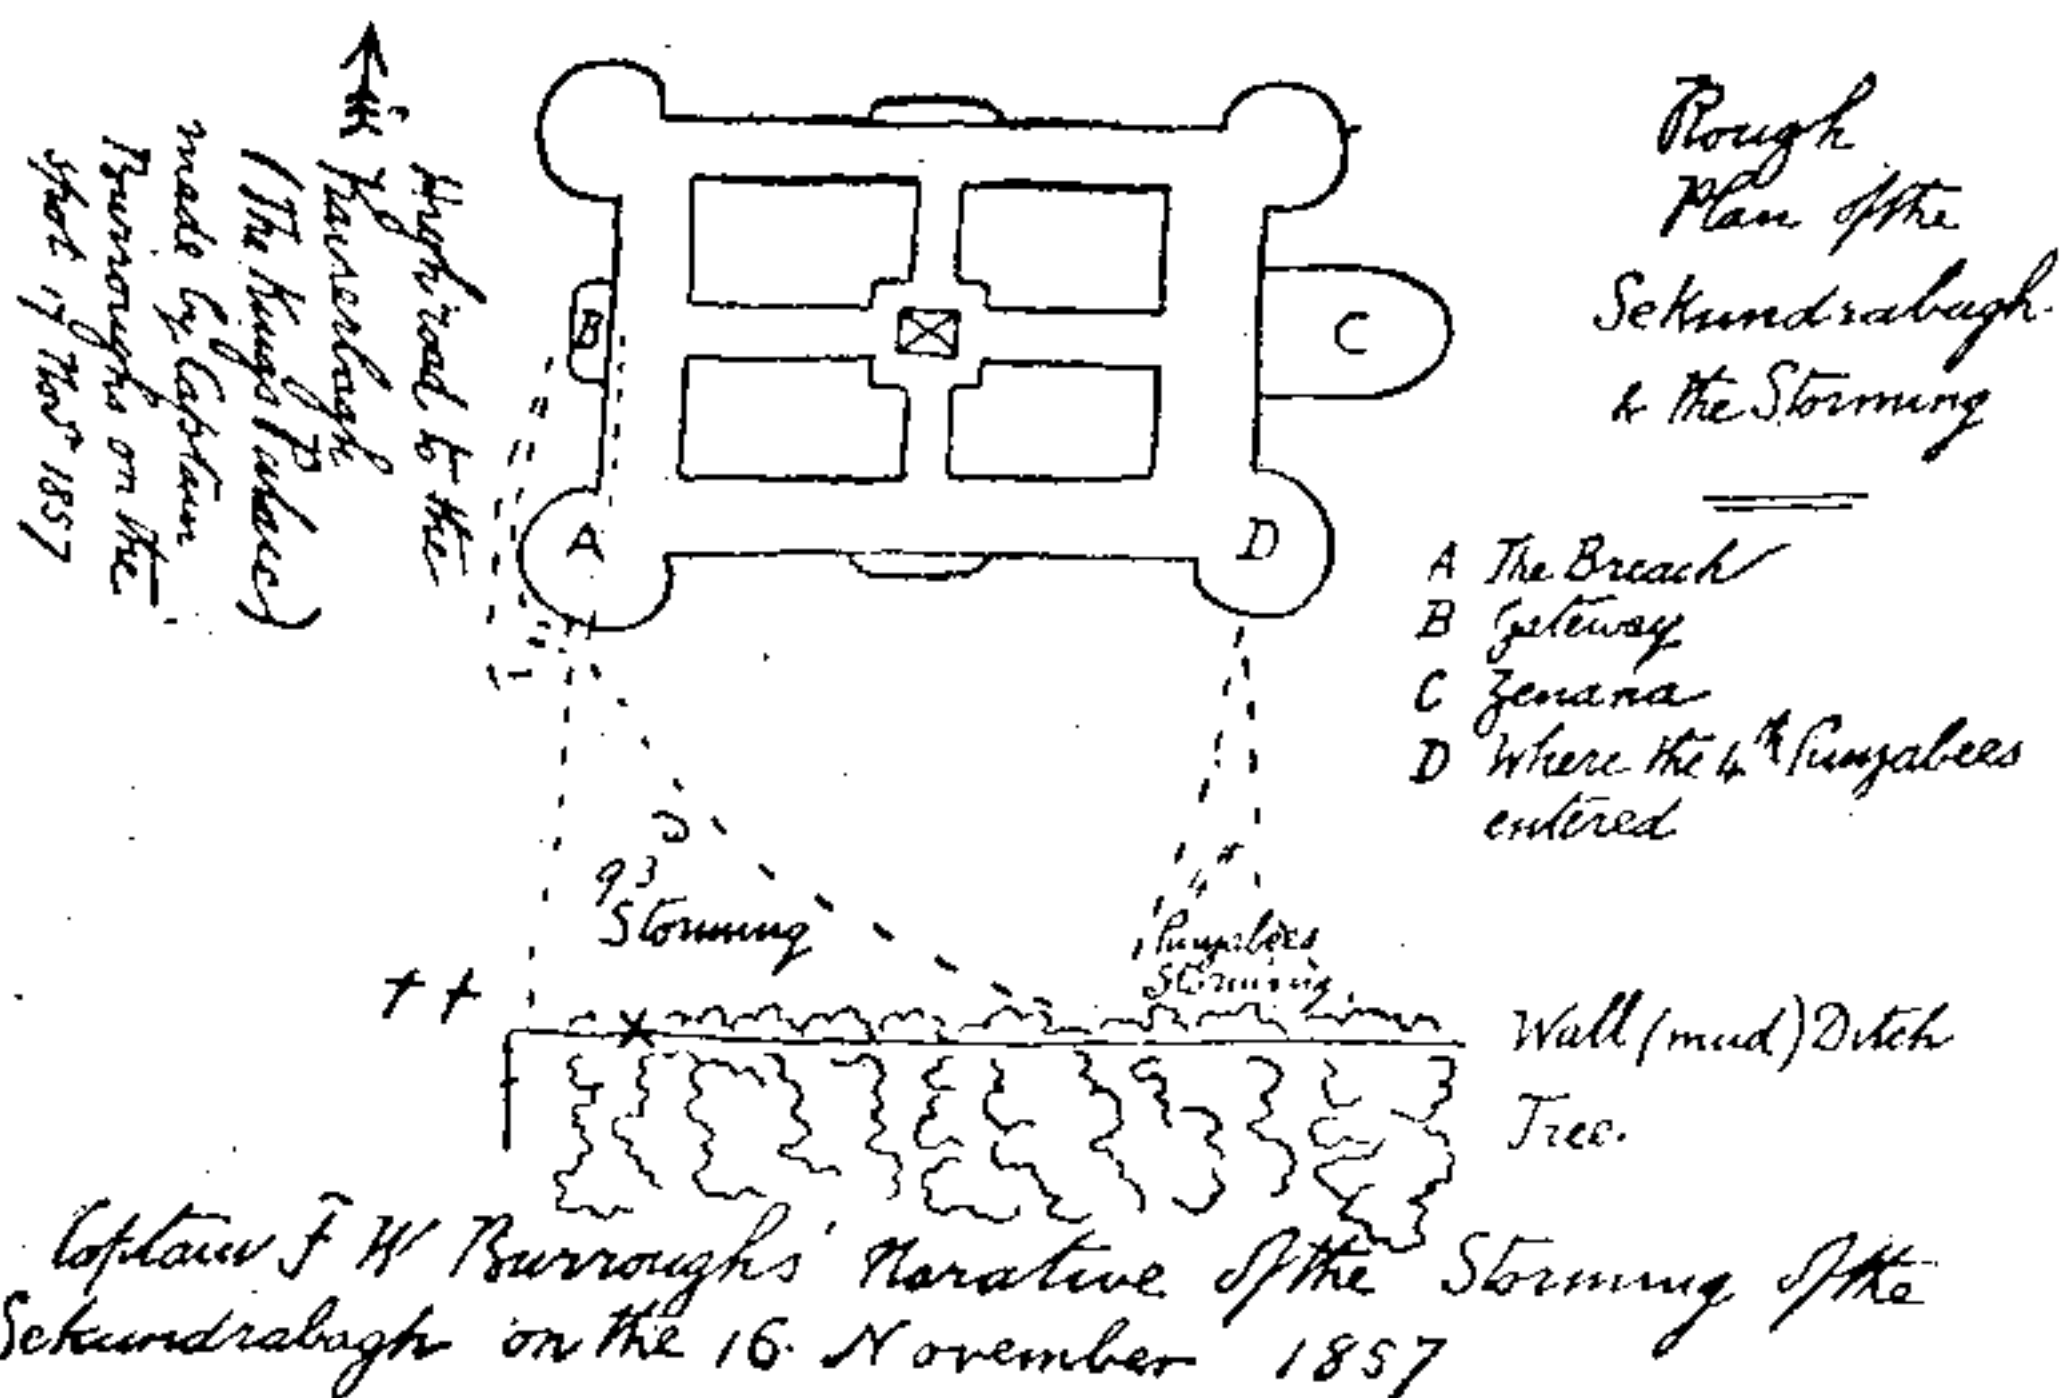 High road to the
Kaiserbagh
(The Kings Palace)
made by Captain
Burroughs on the
spot 17 Nov 1857
Rough
Plan of the
Sekundrabagh
& the Storming
B
C
A
D
A The Breach
B Gateway
C Zenana
D Where the 4th Punjabees
entered
93
Storming
4th
Punjabees
Storming
Wall (mud) Ditch
Tree.
Captain F W Burroughs' Narative of the Storming of the
Sekundrabagh on the 16 November 1857